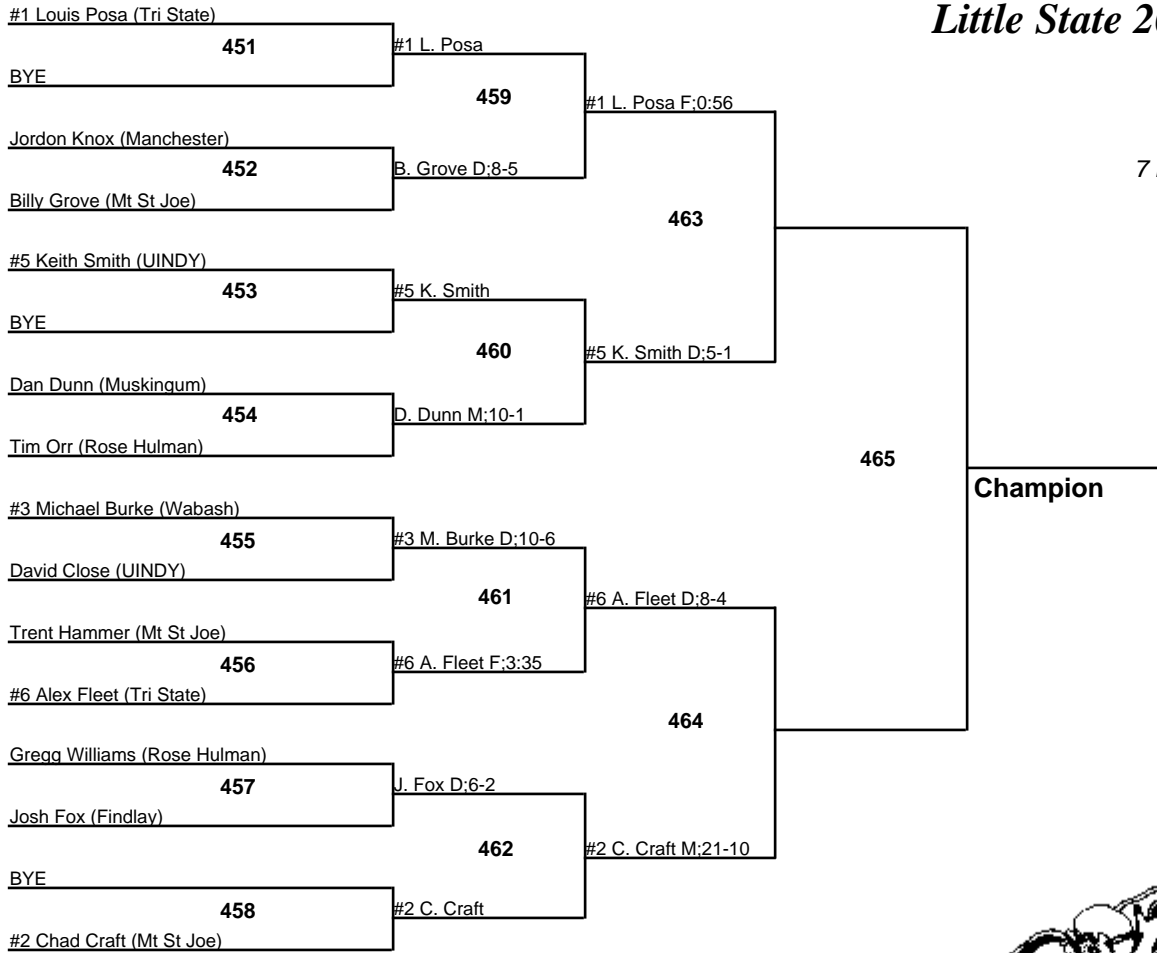 Little State 20
7
#1 Louis Posa (Tri State)
451
BYE
#1 L. Posa
459
Jordon Knox (Manchester)
452
Billy Grove (Mt St Joe)
B. Grove D;8-5
#1 L. Posa F;0:56
463
#5 Keith Smith (UINDY)
453
BYE
#5 K. Smith
460
Dan Dunn (Muskingum)
454
Tim Orr (Rose Hulman)
D. Dunn M;10-1
#5 K. Smith D;5-1
465
Champion
#3 Michael Burke (Wabash)
455
David Close (UINDY)
#3 M. Burke D;10-6
461
Trent Hammer (Mt St Joe)
456
#6 Alex Fleet (Tri State)
#6 A. Fleet F;3:35
#6 A. Fleet D;8-4
464
Gregg Williams (Rose Hulman)
457
Josh Fox (Findlay)
J. Fox D;6-2
462
BYE
458
#2 Chad Craft (Mt St Joe)
#2 C. Craft
#2 C. Craft M;21-10